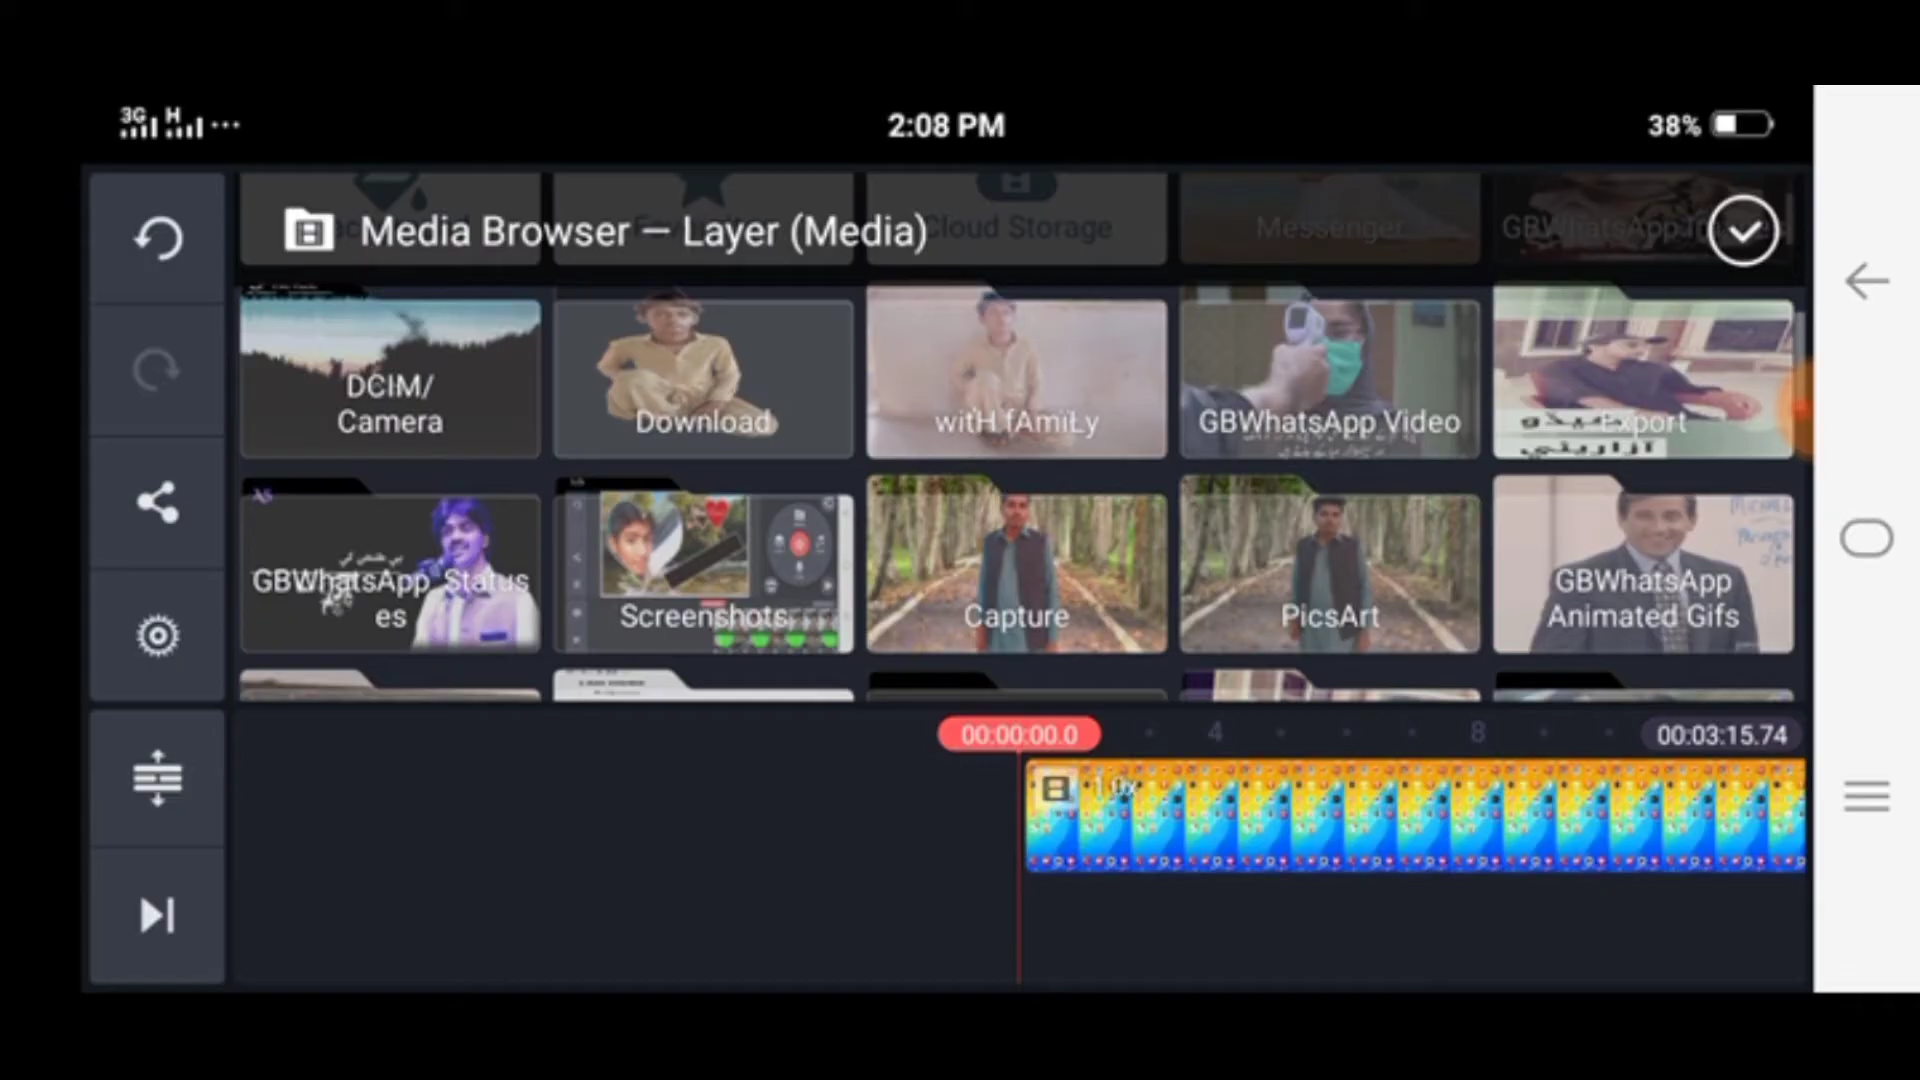 3G H
2:08 PM
38%
Media Browser — Layer (Media)
Cloud Storage
Messenger
DCIM/
Camera
Download
witH fAmiLy
GBWhatsApp Video
Export
GBWhatsApp Status
es
Screenshots
Capture
PicsArt
GBWhatsApp
Animated Gifs
00:00:00.0
4
8
00:03:15.74
1.0x